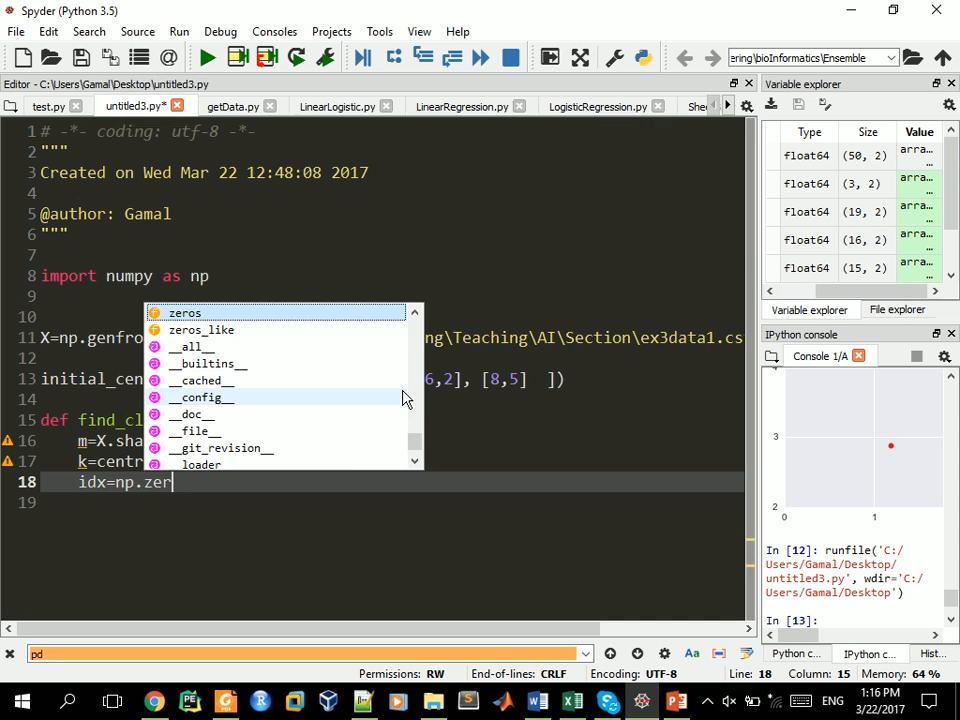 Spyder (Python 3.5)
File Edit Search Source Run Debug Consoles Projects Tools View Help
ering\bioInformatics\Ensemble
Editor - C:\Users\Gamal\Desktop\untitled3.py
Variable explorer
test.py untitled3.py* getData.py LinearLogistic.py LinearRegression.py LogisticRegression.py
1 # -*- coding: utf-8 -*-
2 """
3 Created on Wed Mar 22 12:48:08 2017
4
5 @author: Gamal
6 """
7
8 import numpy as np
9
10
11 X=np.genfro ng\Teaching\AI\Section\ex3data1.cs
12
13 initial_cen 6,2], [8,5]  ])
14
15 def find_cl
16 m=X.sha
17 k=centr
18 idx=np.zer
19
zeros
zeros_like
__all__
__builtins__
__cached__
__config__
__doc__
__file__
__git_revision__
__loader
Type Size Value
float64 (50, 2) arra… …
float64 (3, 2) arra… …
float64 (19, 2) arra… …
float64 (16, 2) arra… …
float64 (15, 2) arra…
Variable explorer File explorer
IPython console
Console 1/A
4
3
2
0 1
In [12]: runfile('C:/
Users/Gamal/Desktop/
untitled3.py', wdir='C:/
Users/Gamal/Desktop')
In [13]:
pd
Aa
Python c... IPython c... Hist...
Permissions: RW End-of-lines: CRLF Encoding: UTF-8 Line: 18 Column: 15 Memory: 64 %
ENG
1:16 PM
3/22/2017